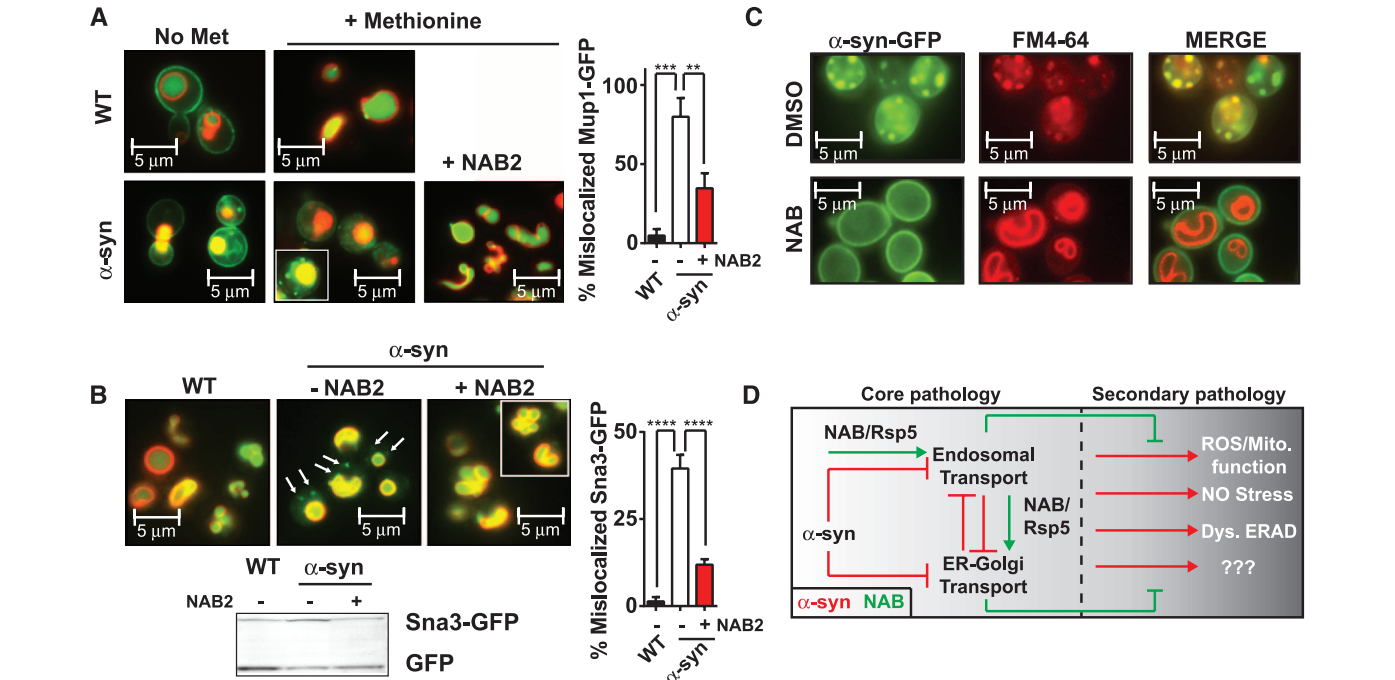 A
+ Methionine
No Met
WT
5 μm
5 μm
+ NAB2
α-syn
5 μm
5 μm
5 μm
% Mislocalized Mup1-GFP
*** **
100
50
0
- - + NAB2
WT
α-syn
C
α-syn-GFP FM4-64 MERGE
DMSO
5 μm 5 μm 5 μm
NAB
5 μm 5 μm 5 μm
B
α-syn
WT - NAB2 + NAB2
5 μm 5 μm 5 μm
WT α-syn
NAB2 - - +
Sna3-GFP
GFP
% Mislocalized Sna3-GFP
**** ****
50
25
0
- - + NAB2
WT
α-syn
D
Core pathology Secondary pathology
NAB/Rsp5
Endosomal
Transport
NAB/
Rsp5
α-syn
ER-Golgi
Transport
α-syn NAB
ROS/Mito.
function
NO Stress
Dys. ERAD
???